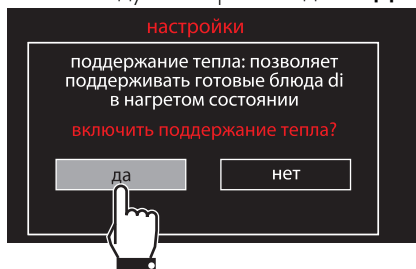 настройки
поддержание тепла: позволяет
поддерживать готовые блюда di
в нагретом состоянии
включить поддержание тепла?
да
нет